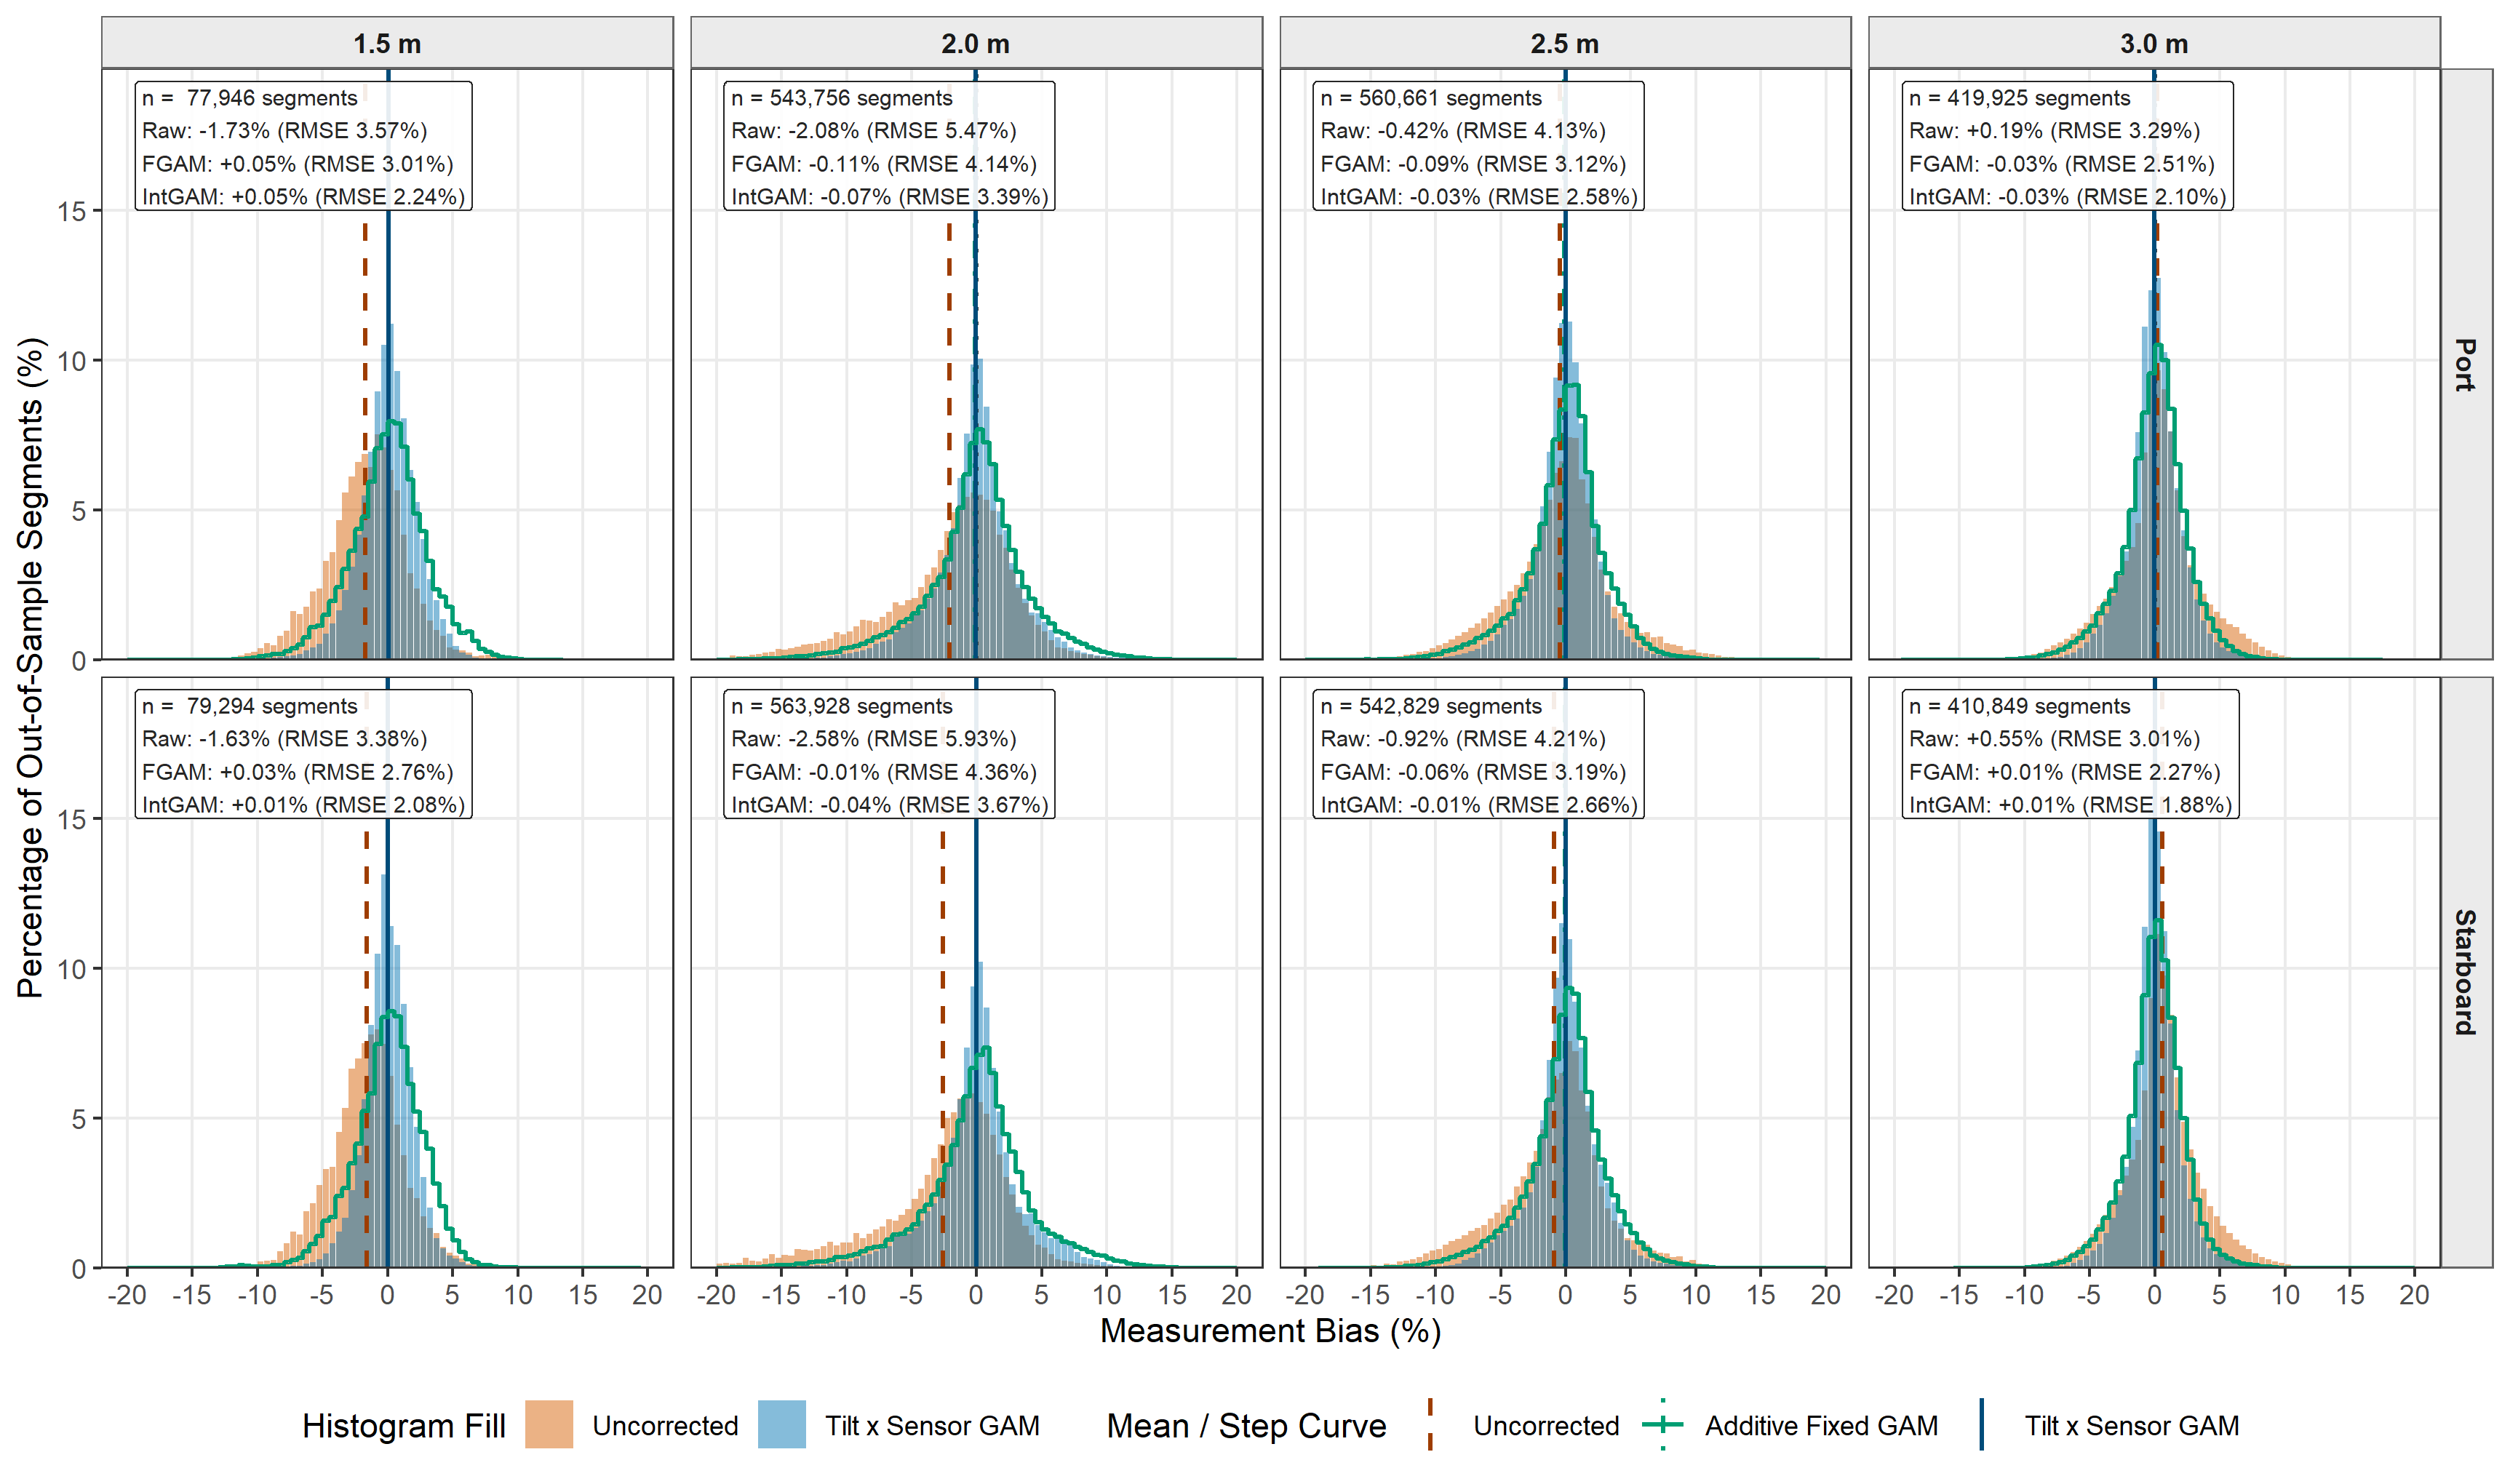 1.5 m
2.0 m
2.5 m
3.0 m
n =  77,946 segments
Raw: -1.73% (RMSE 3.57%)
FGAM: +0.05% (RMSE 3.01%)
IntGAM: +0.05% (RMSE 2.24%)
n = 543,756 segments
Raw: -2.08% (RMSE 5.47%)
FGAM: -0.11% (RMSE 4.14%)
IntGAM: -0.07% (RMSE 3.39%)
n = 560,661 segments
Raw: -0.42% (RMSE 4.13%)
FGAM: -0.09% (RMSE 3.12%)
IntGAM: -0.03% (RMSE 2.58%)
n = 419,925 segments
Raw: +0.19% (RMSE 3.29%)
FGAM: -0.03% (RMSE 2.51%)
IntGAM: -0.03% (RMSE 2.10%)
Port
15
10
5
0
n =  79,294 segments
Raw: -1.63% (RMSE 3.38%)
FGAM: +0.03% (RMSE 2.76%)
IntGAM: +0.01% (RMSE 2.08%)
n = 563,928 segments
Raw: -2.58% (RMSE 5.93%)
FGAM: -0.01% (RMSE 4.36%)
IntGAM: -0.04% (RMSE 3.67%)
n = 542,829 segments
Raw: -0.92% (RMSE 4.21%)
FGAM: -0.06% (RMSE 3.19%)
IntGAM: -0.01% (RMSE 2.66%)
n = 410,849 segments
Raw: +0.55% (RMSE 3.01%)
FGAM: +0.01% (RMSE 2.27%)
IntGAM: +0.01% (RMSE 1.88%)
Starboard
15
10
5
0
Percentage of Out-of-Sample Segments (%)
-20 -15 -10 -5 0 5 10 15 20
-20 -15 -10 -5 0 5 10 15 20
-20 -15 -10 -5 0 5 10 15 20
-20 -15 -10 -5 0 5 10 15 20
Measurement Bias (%)
Histogram Fill Uncorrected Tilt x Sensor GAM Mean / Step Curve Uncorrected Additive Fixed GAM Tilt x Sensor GAM